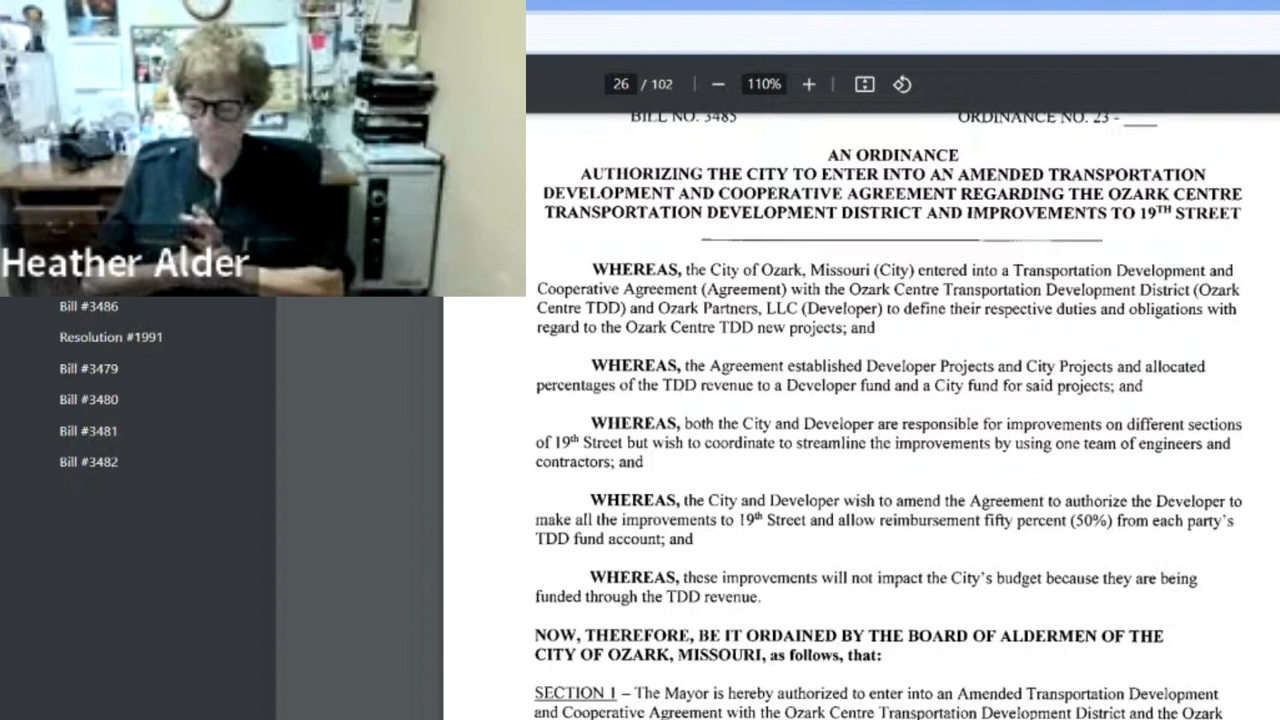 Heather Alder
Bill #3486
Resolution #1991
Bill #3479
Bill #3480
Bill #3481
Bill #3482
26 / 102
110%
BILL NO. 3485 ORDINANCE NO. 23 - ____
AN ORDINANCE
AUTHORIZING THE CITY TO ENTER INTO AN AMENDED TRANSPORTATION
DEVELOPMENT AND COOPERATIVE AGREEMENT REGARDING THE OZARK CENTRE
TRANSPORTATION DEVELOPMENT DISTRICT AND IMPROVEMENTS TO 19TH STREET
WHEREAS, the City of Ozark, Missouri (City) entered into a Transportation Development and
Cooperative Agreement (Agreement) with the Ozark Centre Transportation Development District (Ozark
Centre TDD) and Ozark Partners, LLC (Developer) to define their respective duties and obligations with
regard to the Ozark Centre TDD new projects; and
WHEREAS, the Agreement established Developer Projects and City Projects and allocated
percentages of the TDD revenue to a Developer fund and a City fund for said projects; and
WHEREAS, both the City and Developer are responsible for improvements on different sections
of 19th Street but wish to coordinate to streamline the improvements by using one team of engineers and
contractors; and
WHEREAS, the City and Developer wish to amend the Agreement to authorize the Developer to
make all the improvements to 19th Street and allow reimbursement fifty percent (50%) from each party's
TDD fund account; and
WHEREAS, these improvements will not impact the City's budget because they are being
funded through the TDD revenue.
NOW, THEREFORE, BE IT ORDAINED BY THE BOARD OF ALDERMEN OF THE
CITY OF OZARK, MISSOURI, as follows, that:
SECTION 1 – The Mayor is hereby authorized to enter into an Amended Transportation Development
and Cooperative Agreement with the Ozark Centre Transportation Development District and the Ozark